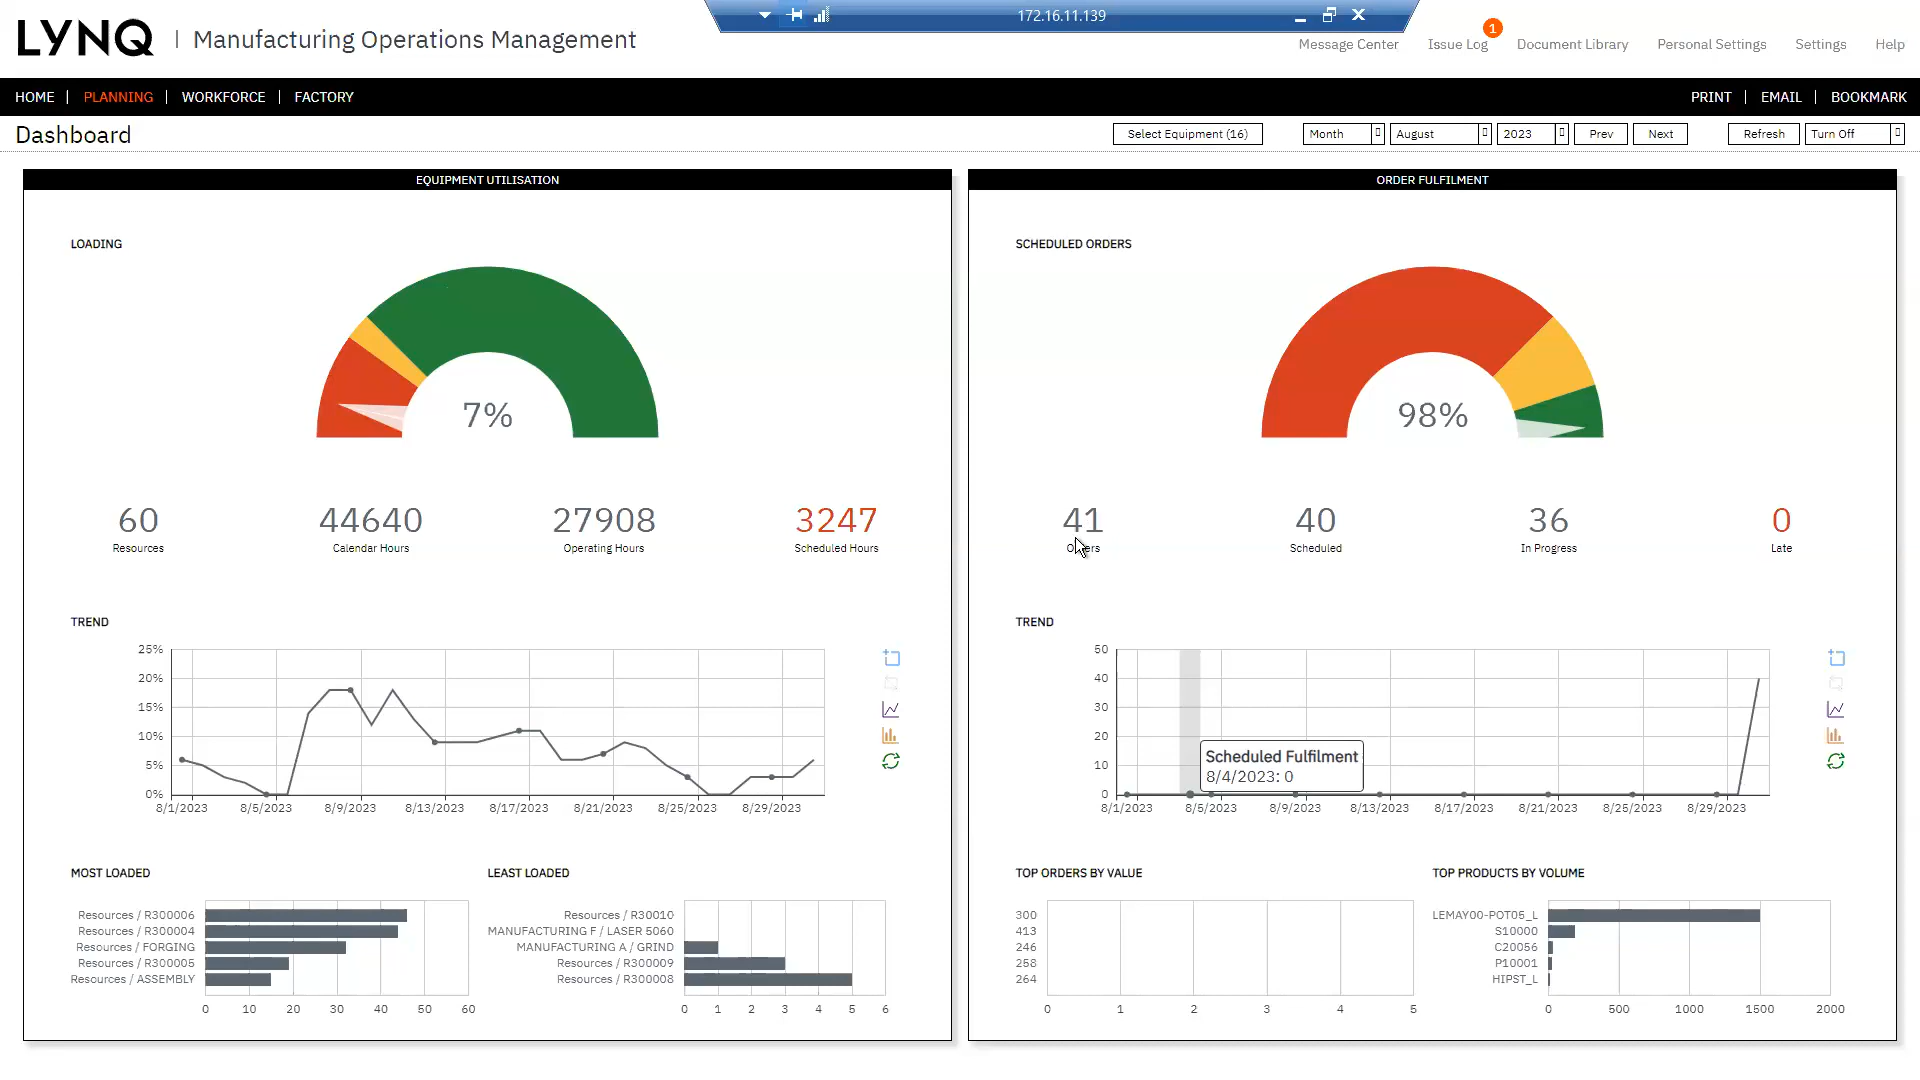 172.16.11.139
LYNQ | Manufacturing Operations Management
Message Center Issue Log 1 Document Library Personal Settings Settings Help
HOME | PLANNING | WORKFORCE | FACTORY PRINT | EMAIL | BOOKMARK
Dashboard Select Equipment (16) Month August 2023 Prev Next Refresh Turn Off
EQUIPMENT UTILISATION
LOADING
7%
60 44640 27908 3247
Resources Calendar Hours Operating Hours Scheduled Hours
TREND
25%
20%
15%
10%
5%
0%
8/1/2023 8/5/2023 8/9/2023 8/13/2023 8/17/2023 8/21/2023 8/25/2023 8/29/2023
MOST LOADED
Resources / R300006
Resources / R300004
Resources / FORGING
Resources / R300005
Resources / ASSEMBLY
0 10 20 30 40 50 60
LEAST LOADED
Resources / R30010
MANUFACTURING F / LASER 5060
MANUFACTURING A / GRIND
Resources / R300009
Resources / R300008
0 1 2 3 4 5 6
ORDER FULFILMENT
SCHEDULED ORDERS
98%
41 40 36 0
Orders Scheduled In Progress Late
TREND
50
40
30
20
10
0
Scheduled Fulfilment
8/4/2023: 0
8/1/2023 8/5/2023 8/9/2023 8/13/2023 8/17/2023 8/21/2023 8/25/2023 8/29/2023
TOP ORDERS BY VALUE
300
413
246
258
264
0 1 2 3 4 5
TOP PRODUCTS BY VOLUME
LEMAY00-POT05_L
S10000
C20056
P10001
HIPST_L
0 500 1000 1500 2000